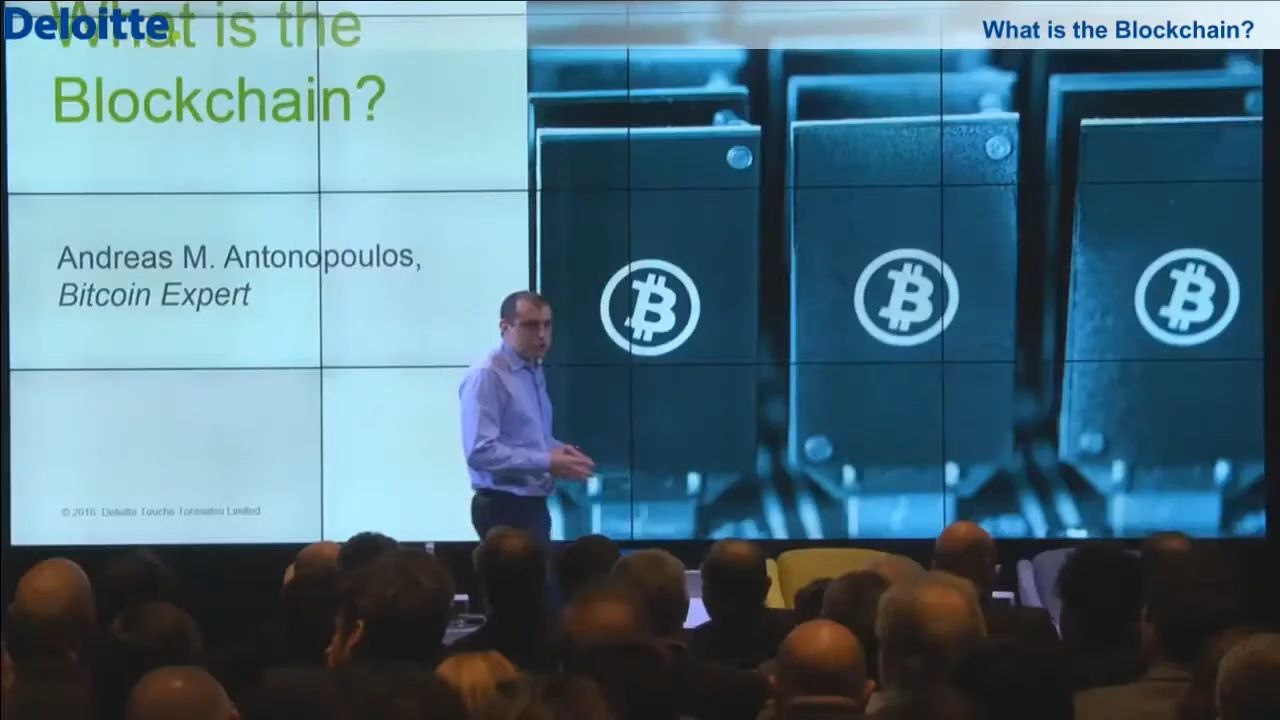 Deloitte.
What is the Blockchain?
What is the
Blockchain?
Andreas M. Antonopoulos,
Bitcoin Expert
© 2016 Deloitte Touche Tohmatsu Limited